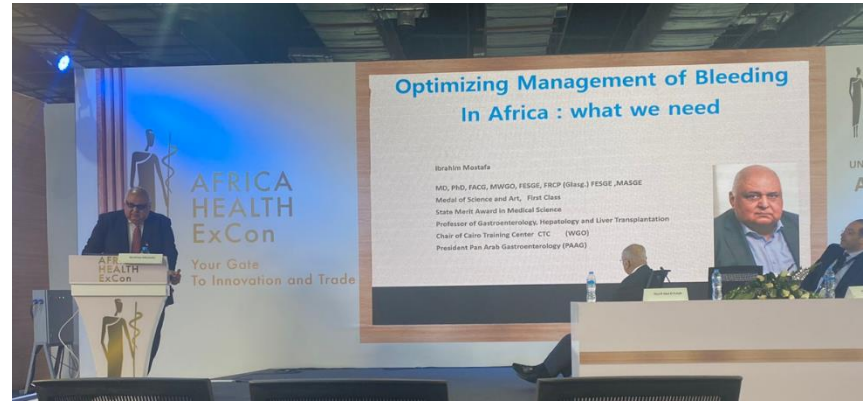 AFRICA
HEALTH
ExCon
Your Gate
To Innovation and Trade
AFRICA
HEALTH
ExCon
Optimizing Management of Bleeding
In Africa : what we need
Ibrahim Mostafa
MD, PhD, FACG, MWGO, FESGE, FRCP (Glasg.) FESGE ,MASGE
Medal of Science and Art, First Class
State Merit Award in Medical Science
Professor of Gastroenterology, Hepatology and Liver Transplantation
Chair of Cairo Training Center CTC (WGO)
President Pan Arab Gastroenterology (PAAG)